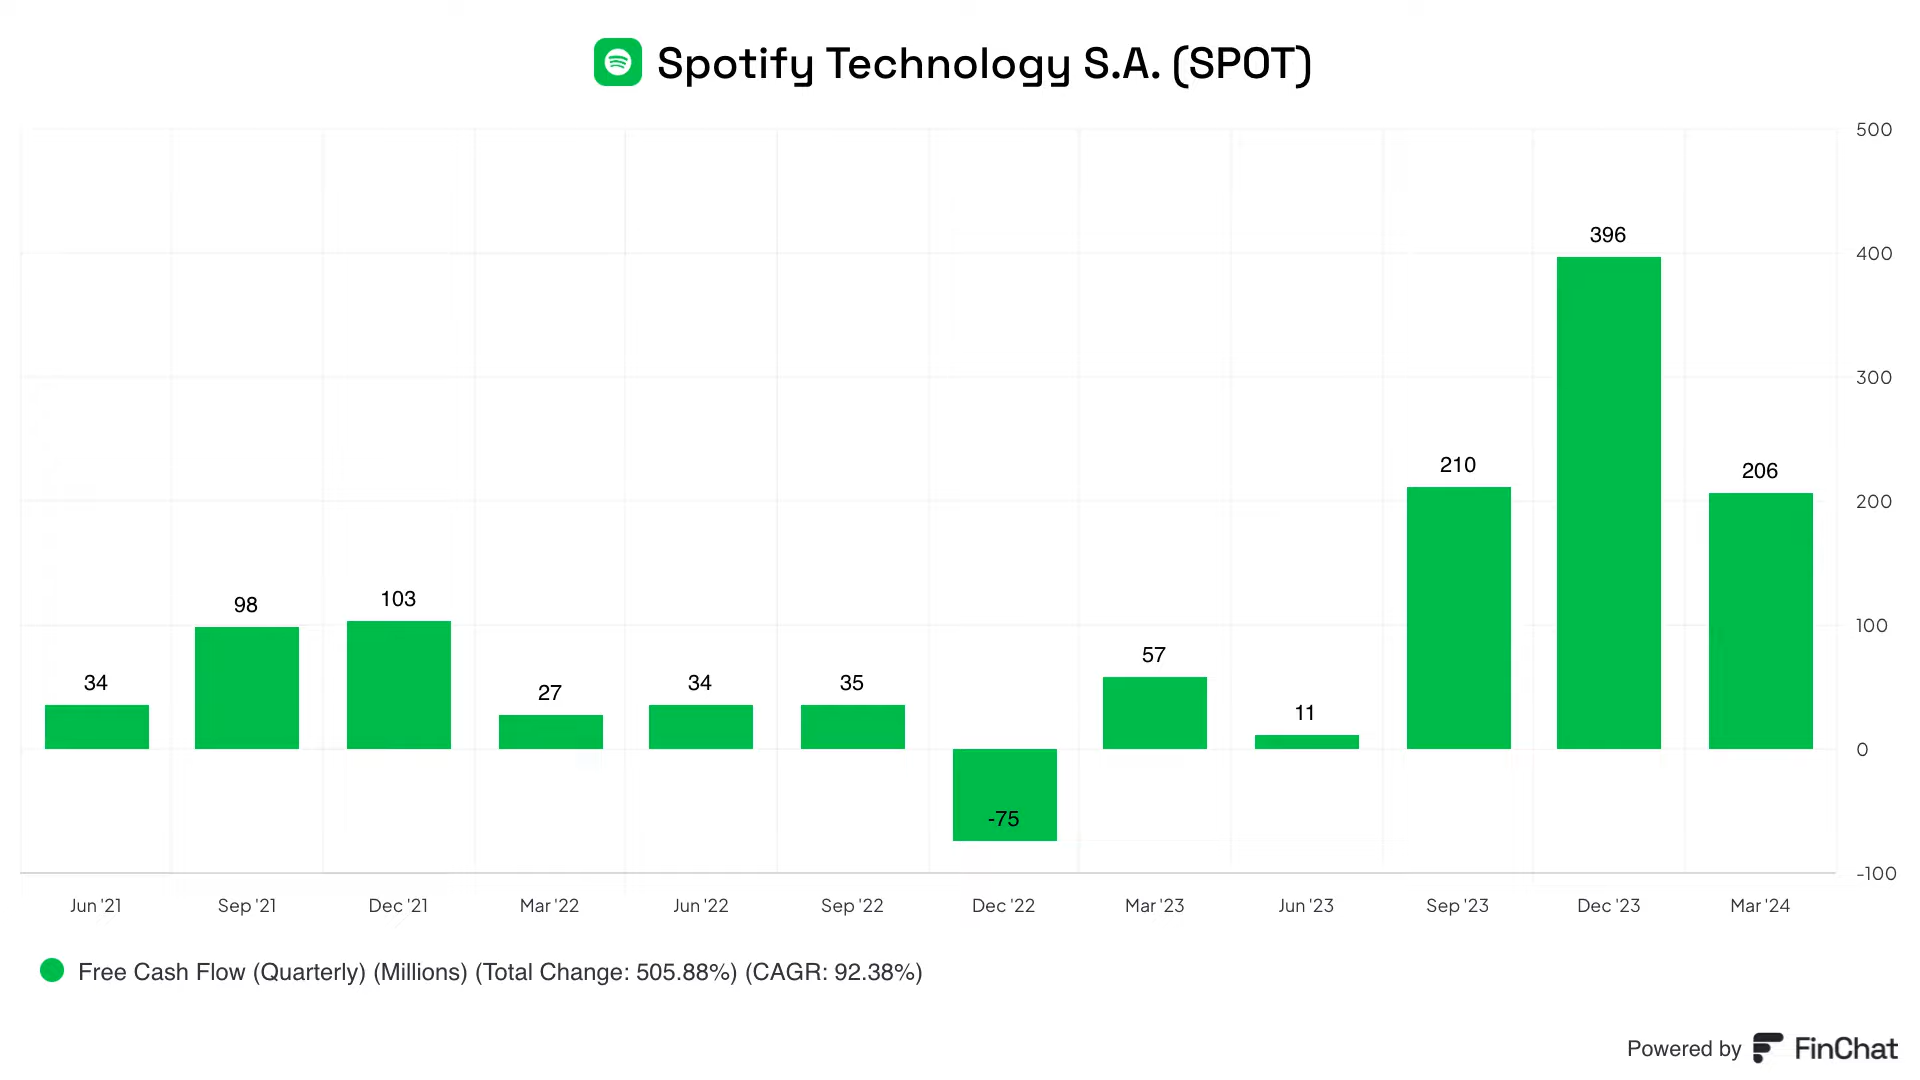 Spotify Technology S.A. (SPOT)
500
400
300
200
100
0
-100
34
98
103
27
34
35
-75
57
11
210
396
206
Jun '21
Sep '21
Dec '21
Mar '22
Jun '22
Sep '22
Dec '22
Mar '23
Jun '23
Sep '23
Dec '23
Mar '24
Free Cash Flow (Quarterly) (Millions) (Total Change: 505.88%) (CAGR: 92.38%)
Powered by FinChat